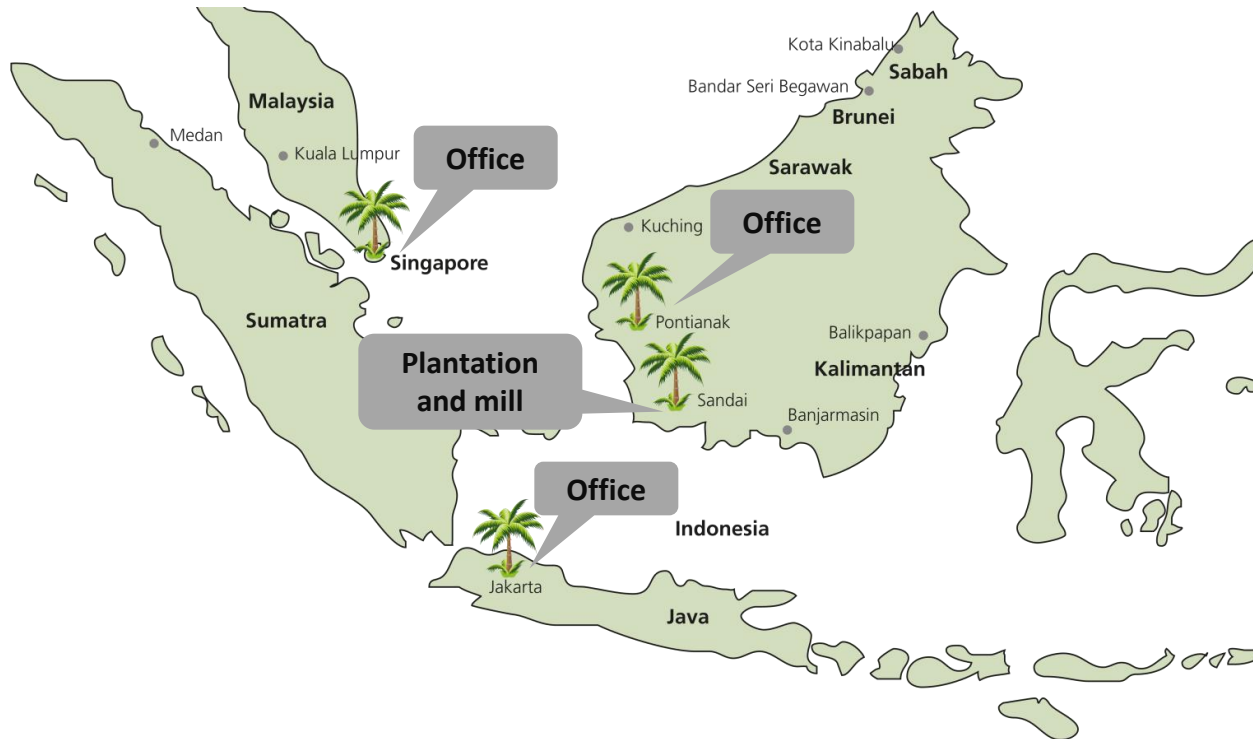 Kota Kinabalu
Sabah
Bandar Seri Begawan
Brunei
Malaysia
Medan
Kuala Lumpur
Office
Sarawak
Kuching
Office
Singapore
Sumatra
Pontianak
Balikpapan
Plantation
and mill
Kalimantan
Sandai
Banjarmasin
Office
Indonesia
Jakarta
Java